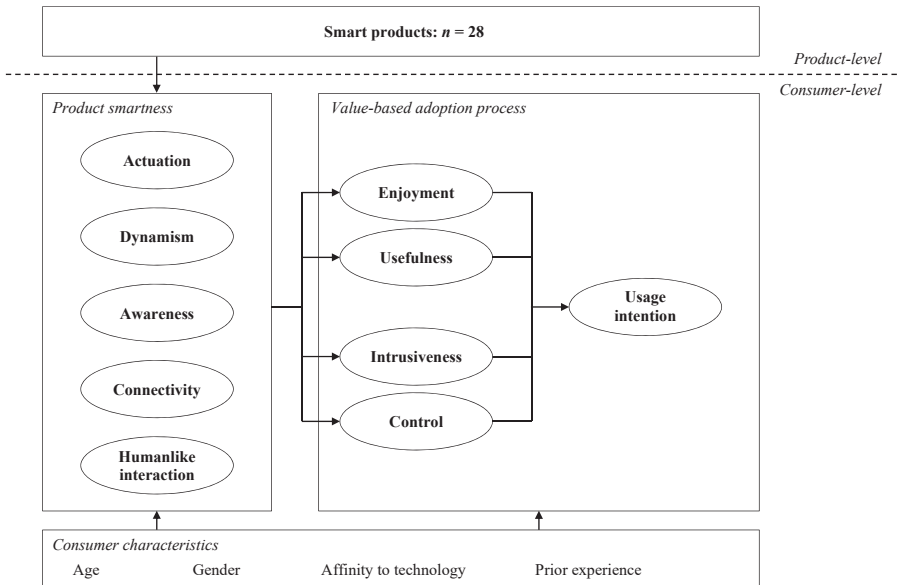 Smart products: n = 28
Product-level
Consumer-level
Product smartness
Value-based adoption process
Actuation
Dynamism
Awareness
Connectivity
Humanlike
interaction
Enjoyment
Usefulness
Intrusiveness
Control
Usage
intention
Consumer characteristics
Age Gender Affinity to technology Prior experience